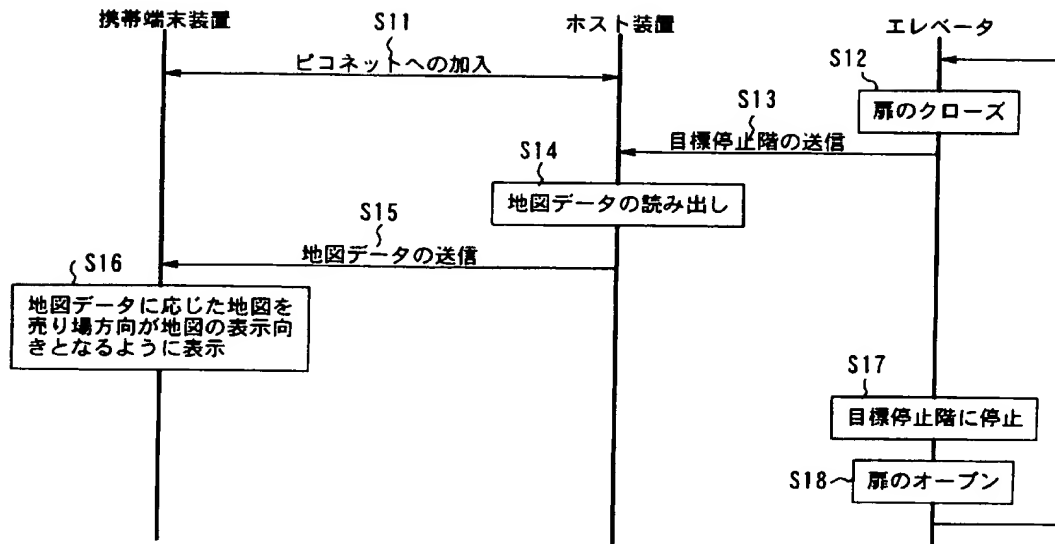 携帯端末装置
ホスト装置
エレベータ
S11
ピコネットへの加入
S12
扉のクローズ
S13
目標停止階の送信
S14
地図データの読み出し
S15
地図データの送信
S16
地図データに応じた地図を
売り場方向が地図の表示向
きとなるように表示
S17
目標停止階に停止
S18
扉のオープン